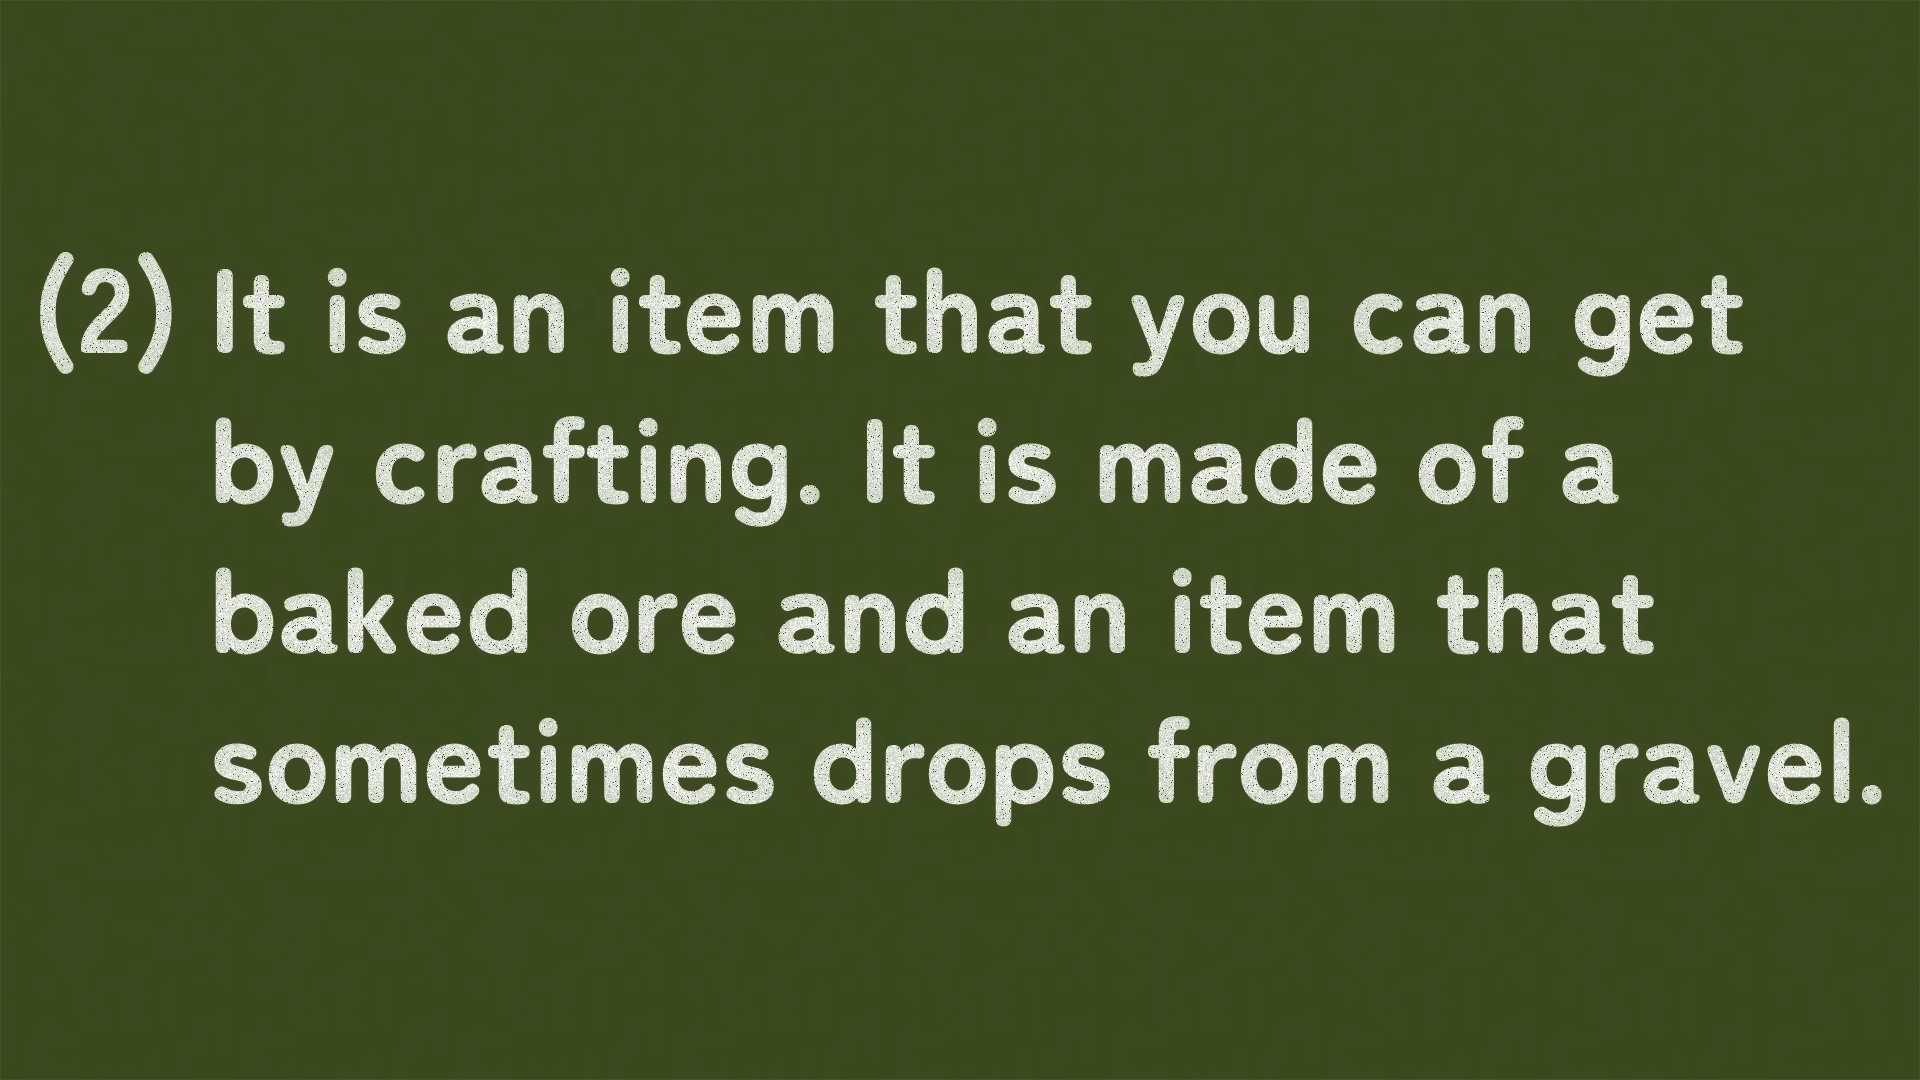 (2) It is an item that you can get
by crafting. It is made of a
baked ore and an item that
sometimes drops from a gravel.